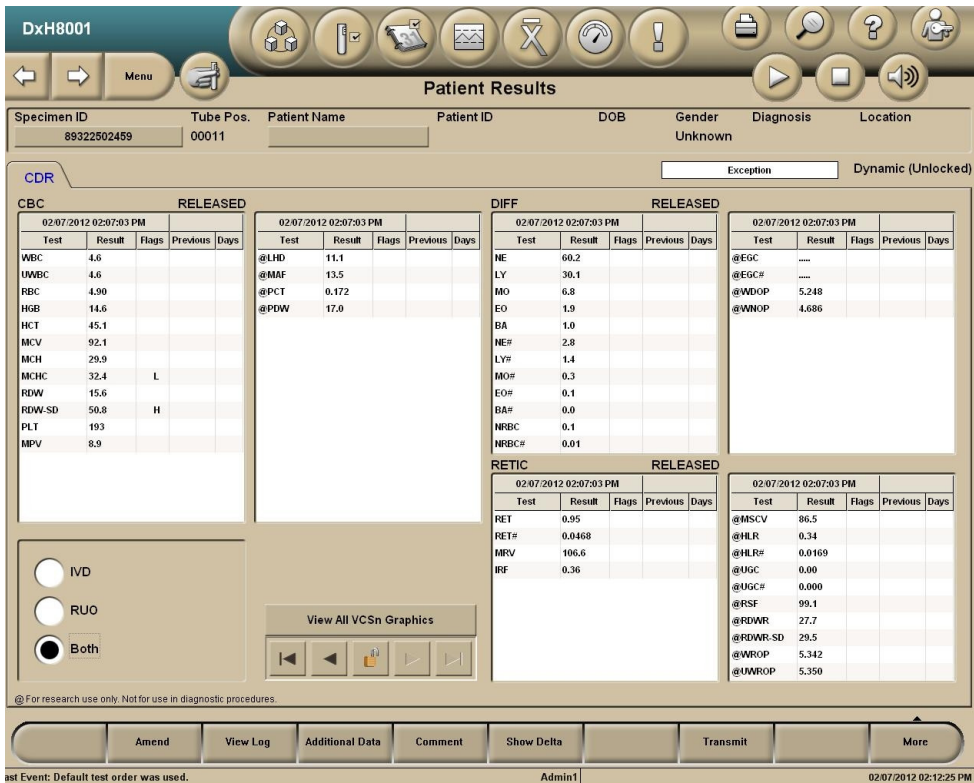 DxH8001
31
Menu
Patient Results
Specimen ID Tube Pos. Patient Name Patient ID DOB Gender Diagnosis Location
89322502459 00011 Unknown
Exception Dynamic (Unlocked)
CDR
CBC RELEASED
02/07/2012 02:07:03 PM
Test Result Flags Previous Days
WBC 4.6
UWBC 4.6
RBC 4.90
HGB 14.6
HCT 45.1
MCV 92.1
MCH 29.9
MCHC 32.4 L
RDW 15.6
RDW-SD 50.8 H
PLT 193
MPV 8.9
02/07/2012 02:07:03 PM
Test Result Flags Previous Days
@LHD 11.1
@MAF 13.5
@PCT 0.172
@PDW 17.0
DIFF RELEASED
02/07/2012 02:07:03 PM
Test Result Flags Previous Days
NE 60.2
LY 30.1
MO 6.8
EO 1.9
BA 1.0
NE# 2.8
LY# 1.4
MO# 0.3
EO# 0.1
BA# 0.0
NRBC 0.1
NRBC# 0.01
02/07/2012 02:07:03 PM
Test Result Flags Previous Days
@EGC .....
@EGC# .....
@WDOP 5.248
@WNOP 4.686
RETIC RELEASED
02/07/2012 02:07:03 PM
Test Result Flags Previous Days
RET 0.95
RET# 0.0468
MRV 106.6
IRF 0.36
02/07/2012 02:07:03 PM
Test Result Flags Previous Days
@MSCV 86.5
@HLR 0.34
@HLR# 0.0169
@UGC 0.00
@UGC# 0.000
@RSF 99.1
@RDWR 27.7
@RDWR-SD 29.5
@WROP 5.342
@UWROP 5.350
IVD
RUO
Both
View All VCSn Graphics
@ For research use only. Not for use in diagnostic procedures.
Amend View Log Additional Data Comment Show Delta Transmit More
ast Event: Default test order was used. Admin1 02/07/2012 02:12:25 PM